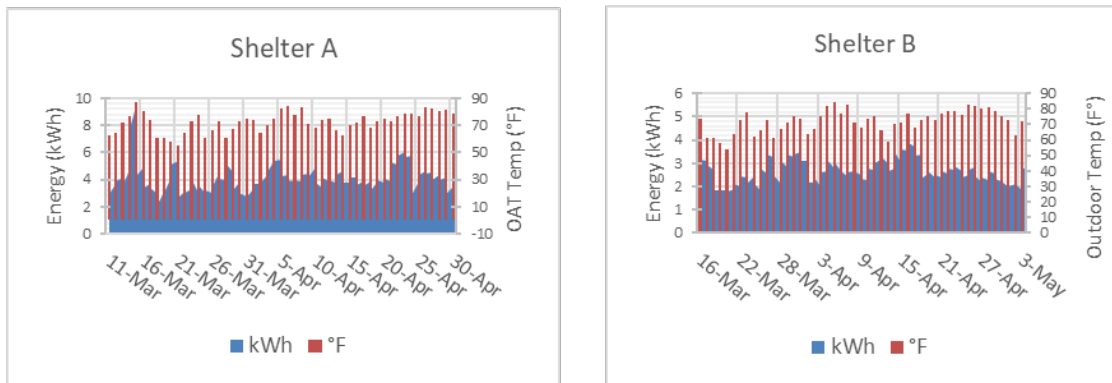 Shelter A
Energy (kWh)
10
8
6
4
2
0
90
70
50
30
10
-10
OAT Temp (°F)
11-Mar
16-Mar
21-Mar
26-Mar
31-Mar
5-Apr
10-Apr
15-Apr
20-Apr
25-Apr
30-Apr
kWh °F
Shelter B
Energy (kWh)
6
5
4
3
2
1
0
90
80
70
60
50
40
30
20
10
0
Outdoor Temp (F°)
16-Mar
22-Mar
28-Mar
3-Apr
9-Apr
15-Apr
21-Apr
27-Apr
3-May
kWh °F